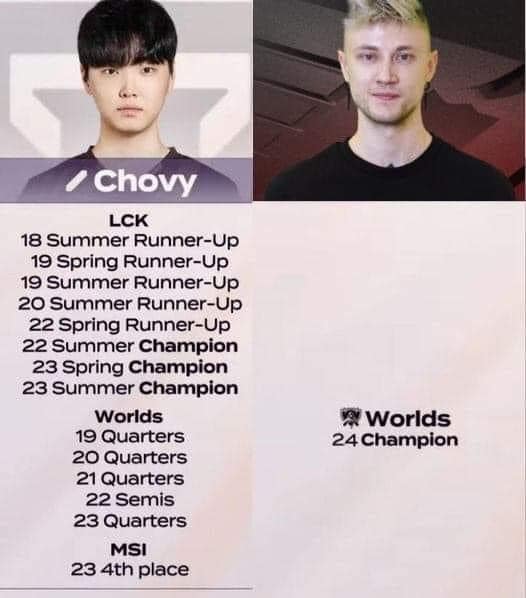 Chovy
LCK
18 Summer Runner-Up
19 Spring Runner-Up
19 Summer Runner-Up
20 Summer Runner-Up
22 Spring Runner-Up
22 Summer Champion
23 Spring Champion
23 Summer Champion
Worlds
19 Quarters
20 Quarters
21 Quarters
22 Semis
23 Quarters
MSI
23 4th place
Worlds
24 Champion